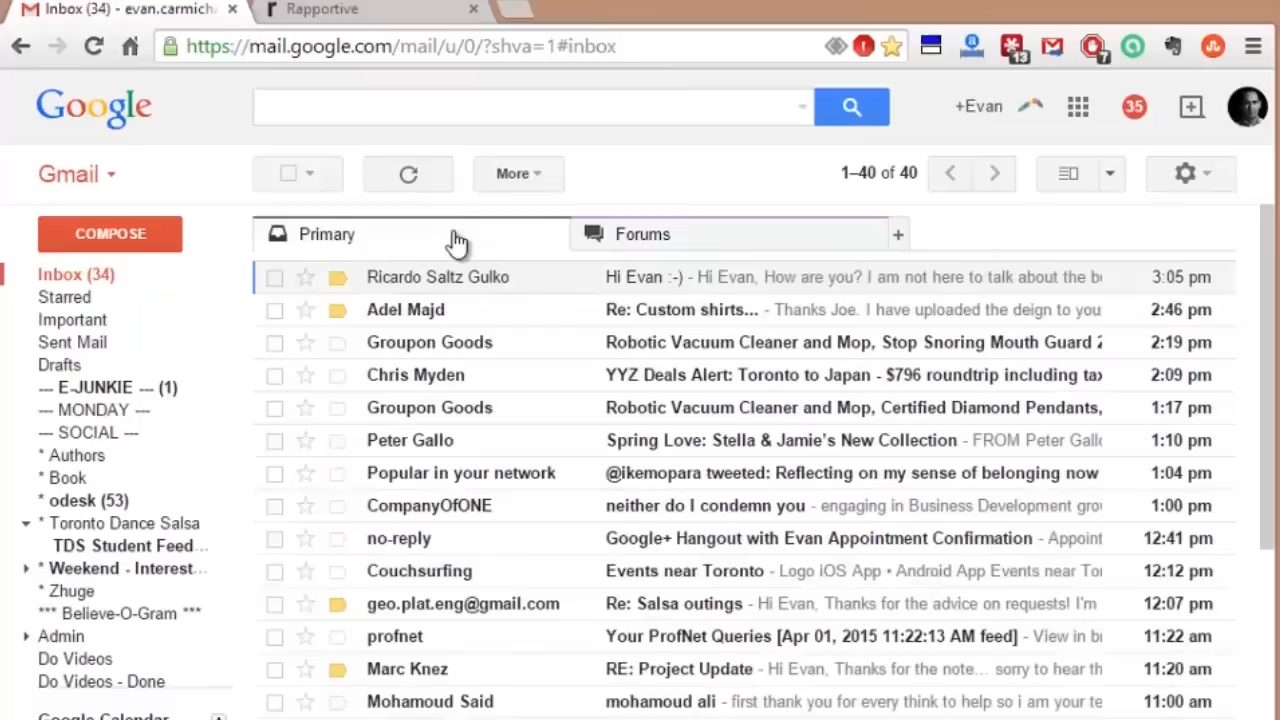 Inbox (34) - evan.carmich
Rapportive
https://mail.google.com/mail/u/0/?shva=1#inbox
13
7
Google
+Evan
35
Gmail
More
1–40 of 40
COMPOSE
Primary
Forums
Inbox (34)
Starred
Important
Sent Mail
Drafts
--- E-JUNKIE --- (1)
--- MONDAY ---
--- SOCIAL ---
* Authors
* Book
* odesk (53)
* Toronto Dance Salsa
TDS Student Feed...
* Weekend - Interest...
* Zhuge
*** Believe-O-Gram ***
Admin
Do Videos
Do Videos - Done
Google Calendar
Ricardo Saltz Gulko Hi Evan :-) - Hi Evan, How are you? I am not here to talk about the 3:05 pm
Adel Majd Re: Custom shirts... - Thanks Joe. I have uploaded the deign to you 2:46 pm
Groupon Goods Robotic Vacuum Cleaner and Mop, Stop Snoring Mouth Guard 2:19 pm
Chris Myden YYZ Deals Alert: Toronto to Japan - $796 roundtrip including tax 2:09 pm
Groupon Goods Robotic Vacuum Cleaner and Mop, Certified Diamond Pendants, 1:17 pm
Peter Gallo Spring Love: Stella & Jamie's New Collection - FROM Peter Gallo 1:10 pm
Popular in your network @ikemopara tweeted: Reflecting on my sense of belonging now 1:04 pm
CompanyOfONE neither do I condemn you - engaging in Business Development 1:00 pm
no-reply Google+ Hangout with Evan Appointment Confirmation - Appoint 12:41 pm
Couchsurfing Events near Toronto - Logo iOS App • Android App Events near To 12:12 pm
geo.plat.eng@gmail.com Re: Salsa outings - Hi Evan, Thanks for the advice on requests! I'm 12:07 pm
profnet Your ProfNet Queries [Apr 01, 2015 11:22:13 AM feed] - View in 11:22 am
Marc Knez RE: Project Update - Hi Evan, Thanks for the note... sorry to hear 11:20 am
Mohamoud Said mohamoud ali - first thank you for every think to help so i am your te 11:00 am